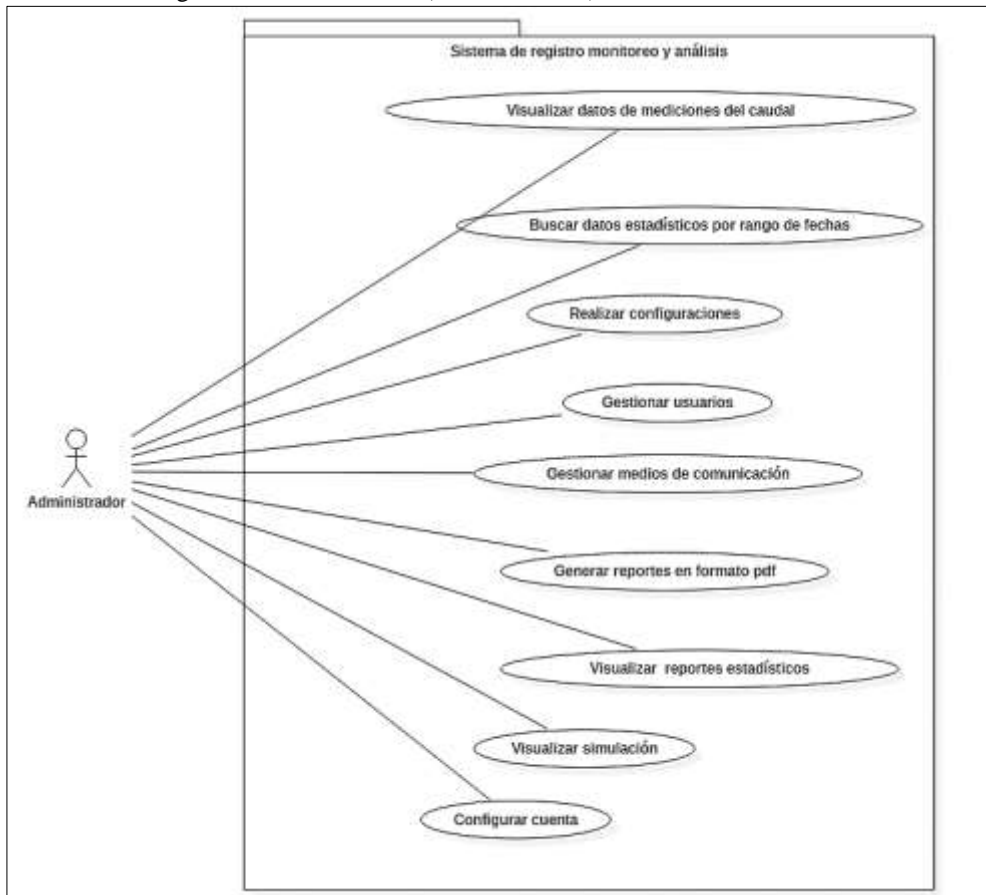 Sistema de registro monitoreo y análisis
Visualizar datos de mediciones del caudal
Buscar datos estadísticos por rango de fechas
Realizar configuraciones
Gestionar usuarios
Gestionar medios de comunicación
Administrador
Generar reportes en formato pdf
Visualizar reportes estadísticos
Visualizar simulación
Configurar cuenta